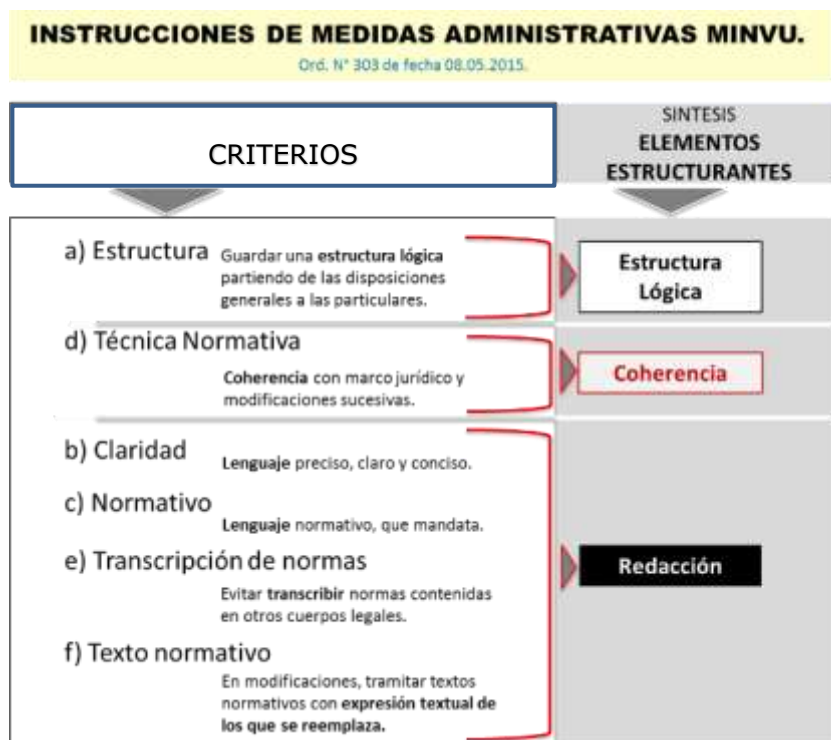 INSTRUCCIONES DE MEDIDAS ADMINISTRATIVAS MINVU.
Ord. N° 303 de fecha 08.05.2015.
CRITERIOS
SINTESIS
ELEMENTOS
ESTRUCTURANTES
a) Estructura
Guardar una estructura lógica
partiendo de las disposiciones
generales a las particulares.
Estructura
Lógica
d) Técnica Normativa
Coherencia con marco jurídico y
modificaciones sucesivas.
Coherencia
b) Claridad
Lenguaje preciso, claro y conciso.
c) Normativo
Lenguaje normativo, que mandata.
e) Transcripción de normas
Evitar transcribir normas contenidas
en otros cuerpos legales.
Redacción
f) Texto normativo
En modificaciones, tramitar textos
normativos con expresión textual de
los que se reemplaza.